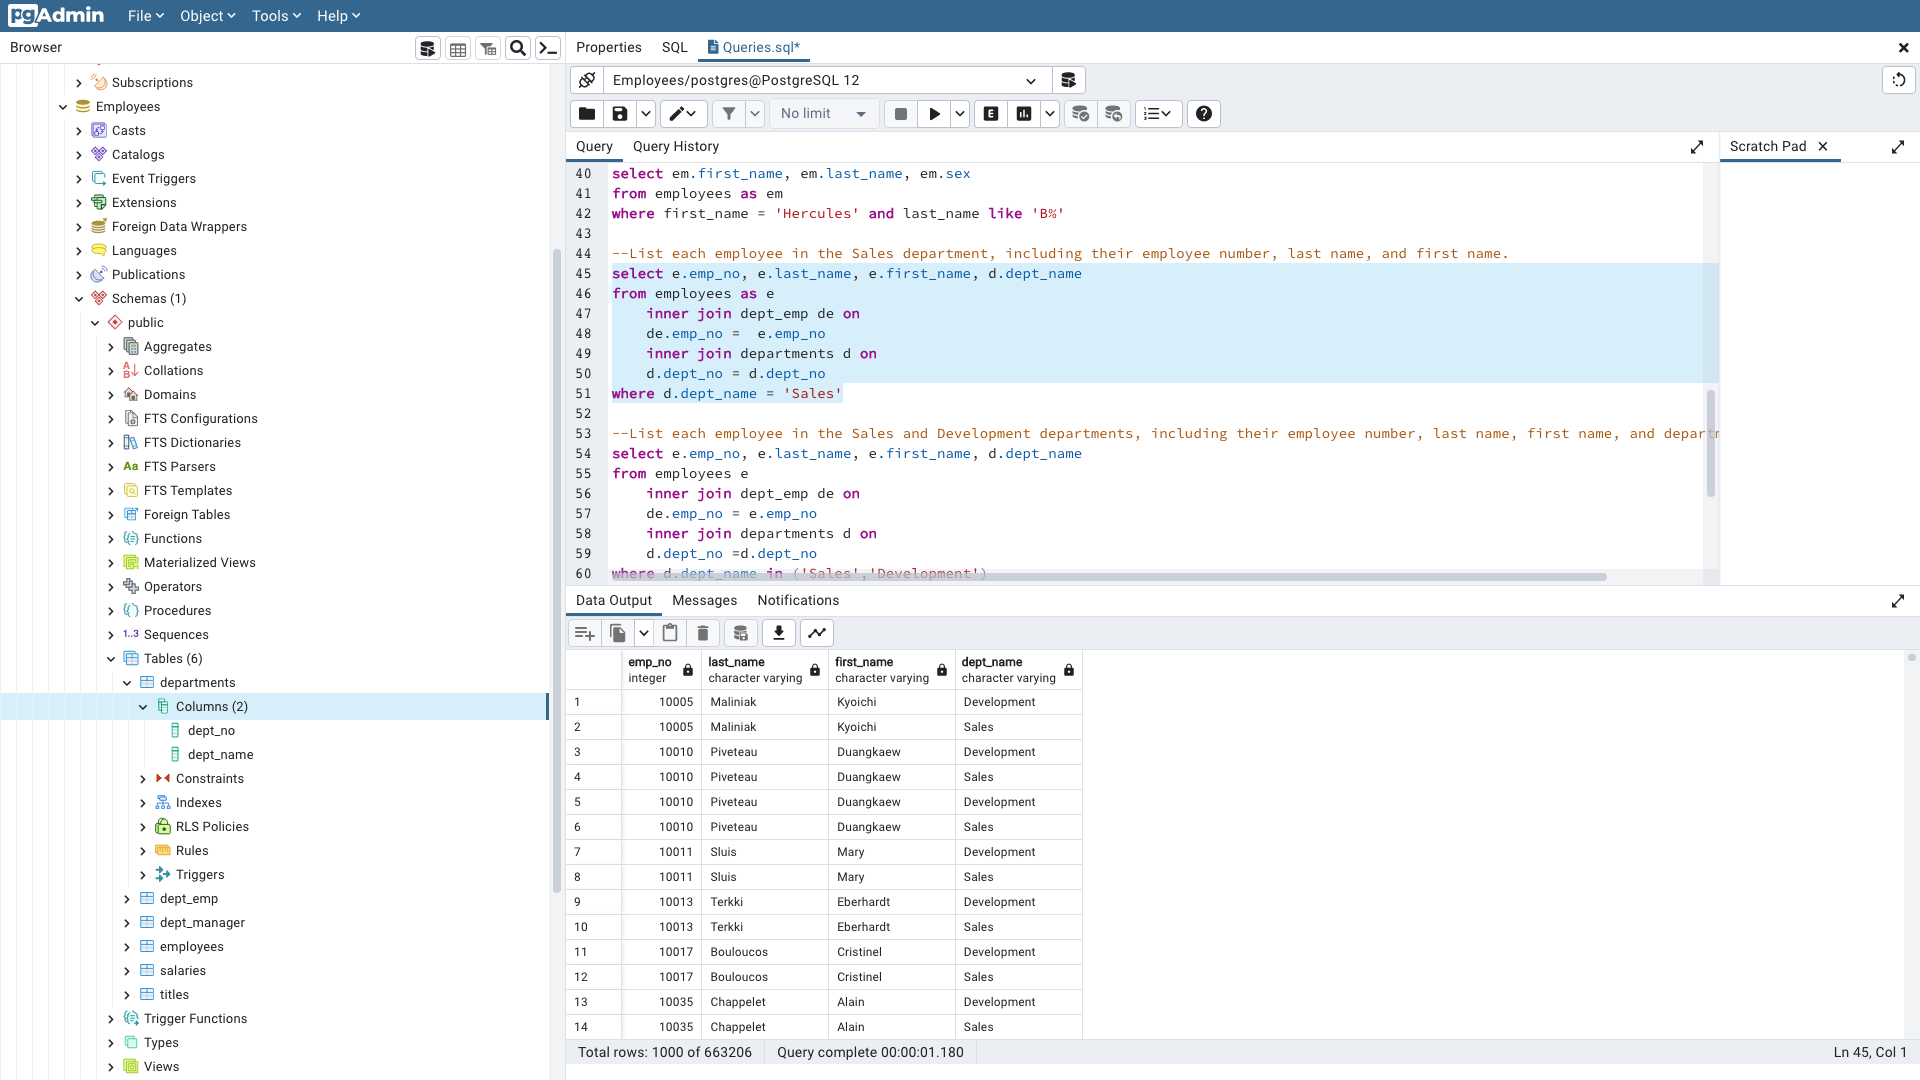 pgAdmin File Object Tools Help
Browser
Properties SQL Queries.sql*
Subscriptions
Employees
Casts
Catalogs
Event Triggers
Extensions
Foreign Data Wrappers
Languages
Publications
Schemas (1)
public
Aggregates
Collations
Domains
FTS Configurations
FTS Dictionaries
Aa FTS Parsers
FTS Templates
Foreign Tables
Functions
Materialized Views
Operators
Procedures
1..3 Sequences
Tables (6)
departments
Columns (2)
dept_no
dept_name
Constraints
Indexes
RLS Policies
Rules
Triggers
dept_emp
dept_manager
employees
salaries
titles
Trigger Functions
Types
Views
Employees/postgres@PostgreSQL 12
No limit
E
Query Query History
Scratch Pad
40 select em.first_name, em.last_name, em.sex
41 from employees as em
42 where first_name = 'Hercules' and last_name like 'B%'
43
44 --List each employee in the Sales department, including their employee number, last name, and first name.
45 select e.emp_no, e.last_name, e.first_name, d.dept_name
46 from employees as e
47 inner join dept_emp de on
48 de.emp_no =  e.emp_no
49 inner join departments d on
50 d.dept_no = d.dept_no
51 where d.dept_name = 'Sales'
52
53 --List each employee in the Sales and Development departments, including their employee number, last name, first name, and departm
54 select e.emp_no, e.last_name, e.first_name, d.dept_name
55 from employees e
56 inner join dept_emp de on
57 de.emp_no = e.emp_no
58 inner join departments d on
59 d.dept_no =d.dept_no
60 where d.dept_name in ('Sales','Development')
Data Output Messages Notifications
emp_no last_name first_name dept_name
integer character varying character varying character varying
1 10005 Maliniak Kyoichi Development
2 10005 Maliniak Kyoichi Sales
3 10010 Piveteau Duangkaew Development
4 10010 Piveteau Duangkaew Sales
5 10010 Piveteau Duangkaew Development
6 10010 Piveteau Duangkaew Sales
7 10011 Sluis Mary Development
8 10011 Sluis Mary Sales
9 10013 Terkki Eberhardt Development
10 10013 Terkki Eberhardt Sales
11 10017 Bouloucos Cristinel Development
12 10017 Bouloucos Cristinel Sales
13 10035 Chappelet Alain Development
14 10035 Chappelet Alain Sales
Total rows: 1000 of 663206 Query complete 00:00:01.180 Ln 45, Col 1